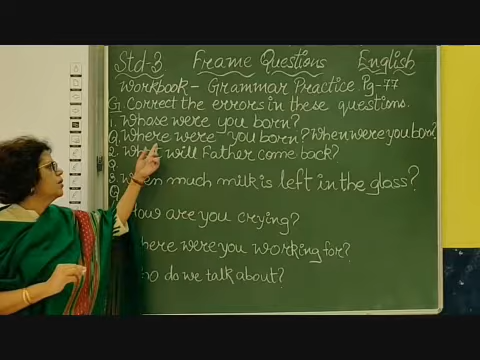 Std-3 Frame Questions English
Workbook - Grammar Practice Pg-77
Q1. Correct the errors in these questions.
1. Whose were you born?
Q. Where were you born? When were you born?
2. will Father come back?
Q
3. When much milk is left in the glass?
Q
How are you crying?
here were you working for?
do we talk about?